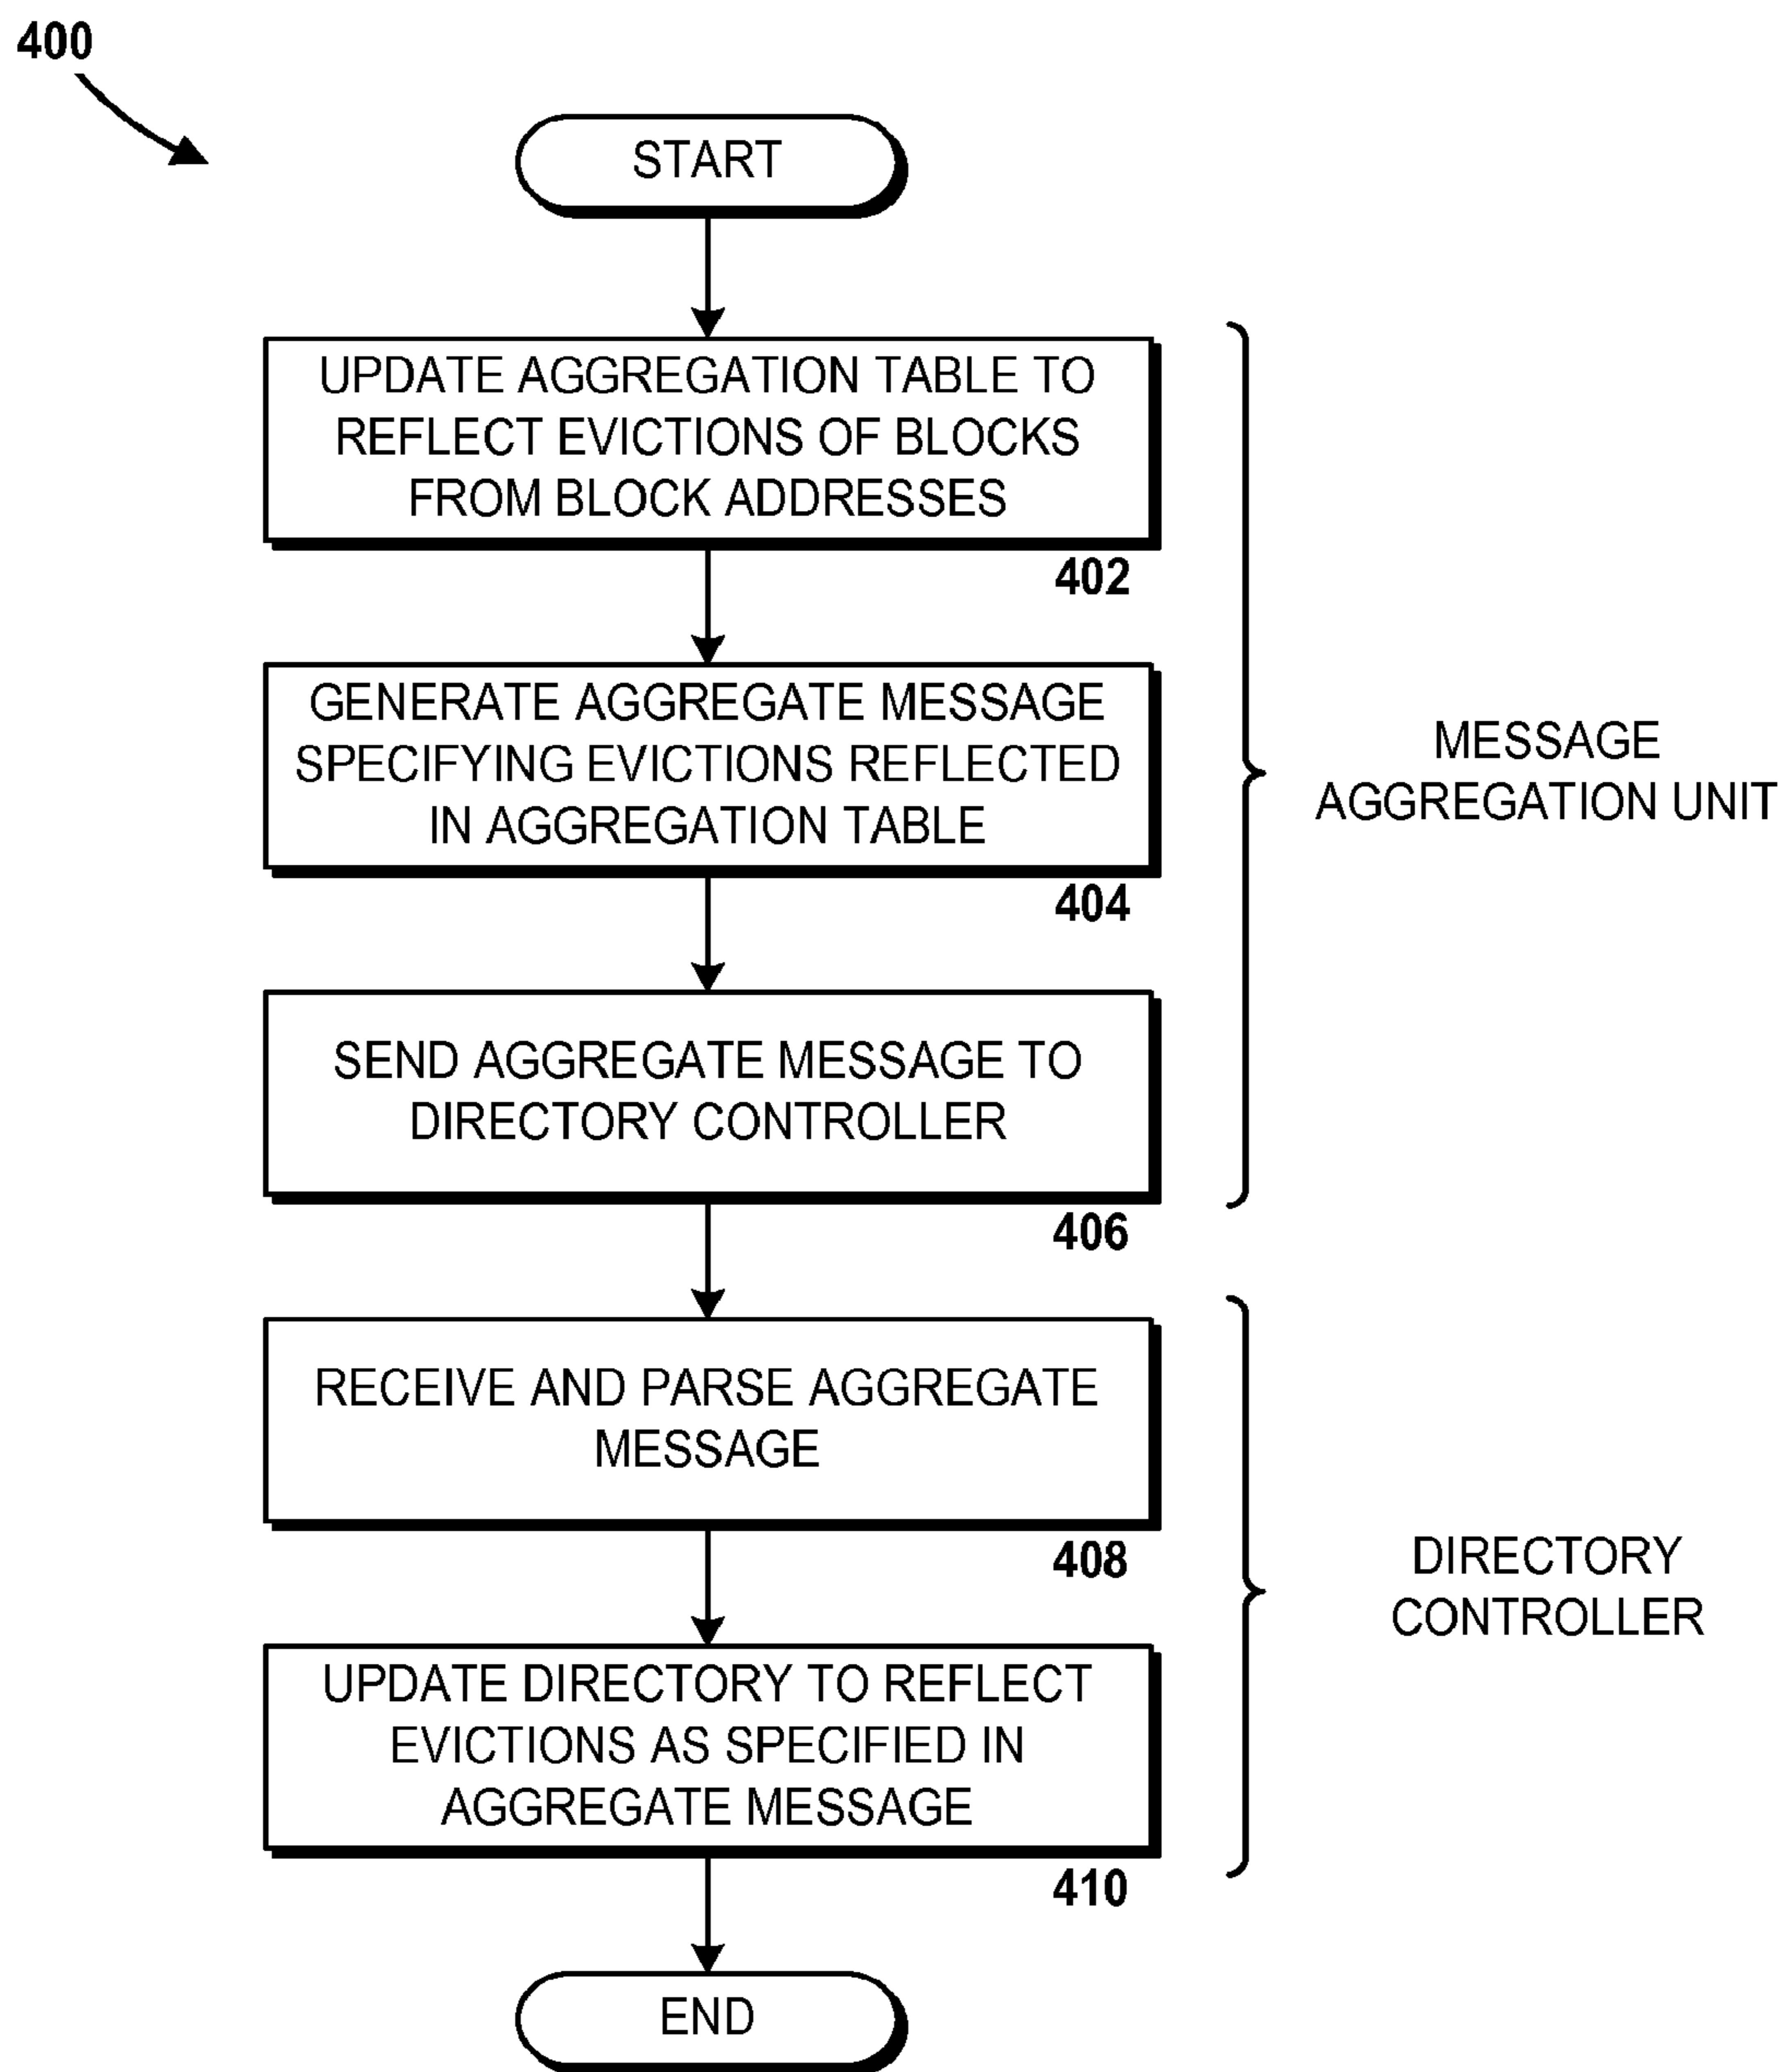 400
START
UPDATE AGGREGATION TABLE TO
REFLECT EVICTIONS OF BLOCKS
FROM BLOCK ADDRESSES
402
GENERATE AGGREGATE MESSAGE
SPECIFYING EVICTIONS REFLECTED
IN AGGREGATION TABLE
404
MESSAGE
AGGREGATION UNIT
SEND AGGREGATE MESSAGE TO
DIRECTORY CONTROLLER
406
RECEIVE AND PARSE AGGREGATE
MESSAGE
408
DIRECTORY
CONTROLLER
UPDATE DIRECTORY TO REFLECT
EVICTIONS AS SPECIFIED IN
AGGREGATE MESSAGE
410
END